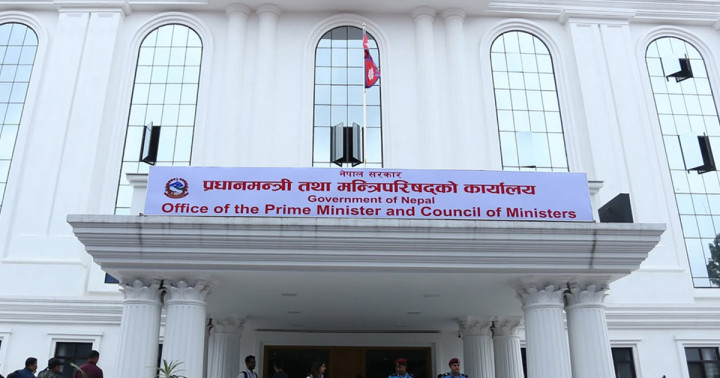 नेपाल सरकार
प्रधानमन्त्री तथा मन्त्रिपरिषद्को कार्यालय
Government of Nepal
Office of the Prime Minister and Council of Ministers